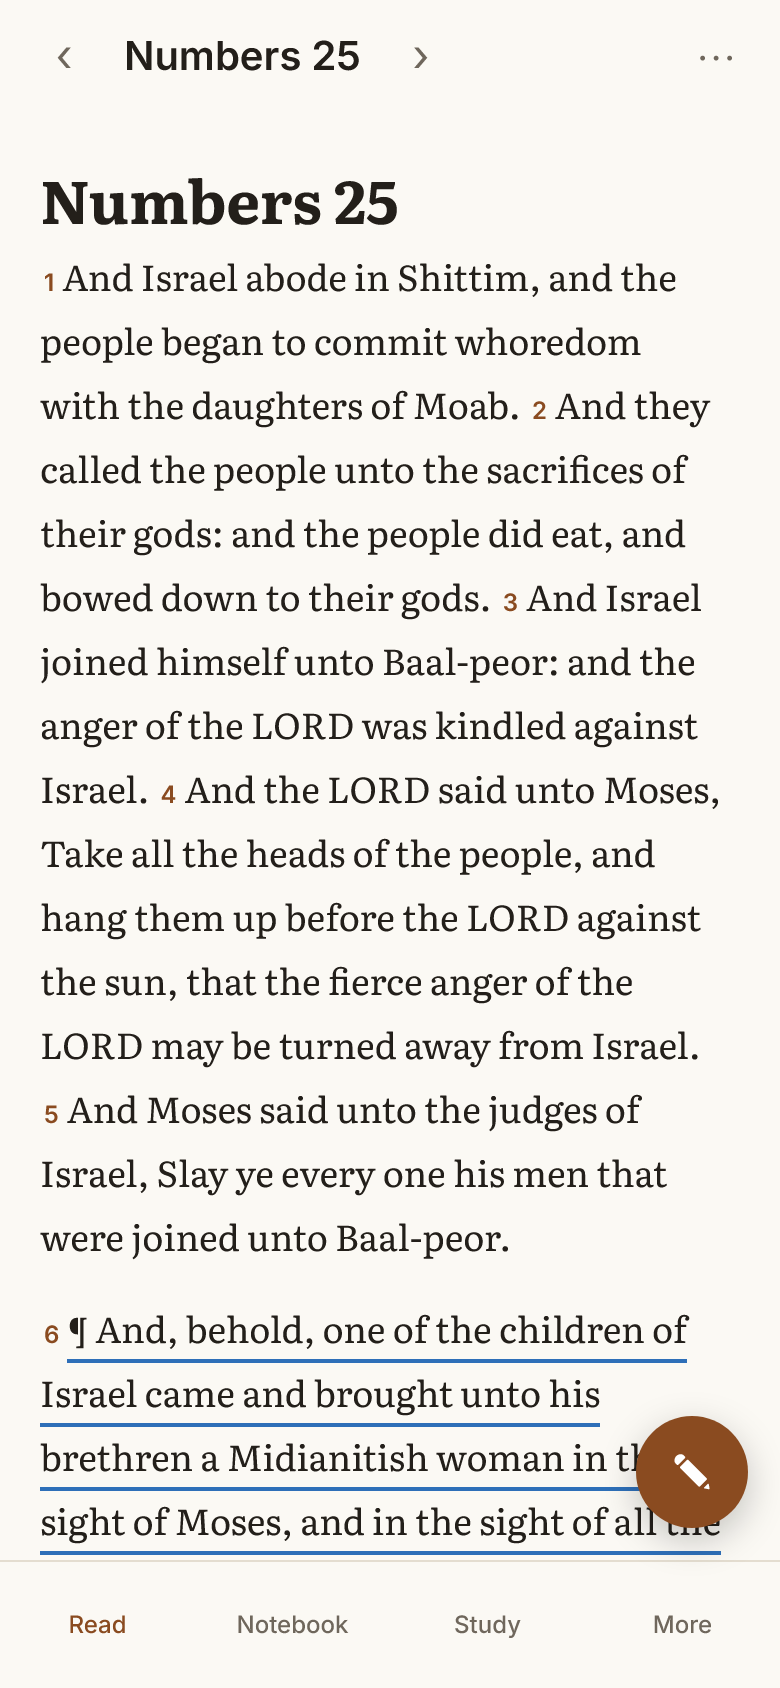 ‹ Numbers 25 › ...
Numbers 25
1 And Israel abode in Shittim, and the
people began to commit whoredom
with the daughters of Moab. 2 And they
called the people unto the sacrifices of
their gods: and the people did eat, and
bowed down to their gods. 3 And Israel
joined himself unto Baal-peor: and the
anger of the LORD was kindled against
Israel. 4 And the LORD said unto Moses,
Take all the heads of the people, and
hang them up before the LORD against
the sun, that the fierce anger of the
LORD may be turned away from Israel.
5 And Moses said unto the judges of
Israel, Slay ye every one his men that
were joined unto Baal-peor.
6 ¶ And, behold, one of the children of
Israel came and brought unto his
brethren a Midianitish woman in
sight of Moses, and in the sight of all the
Read Notebook Study More